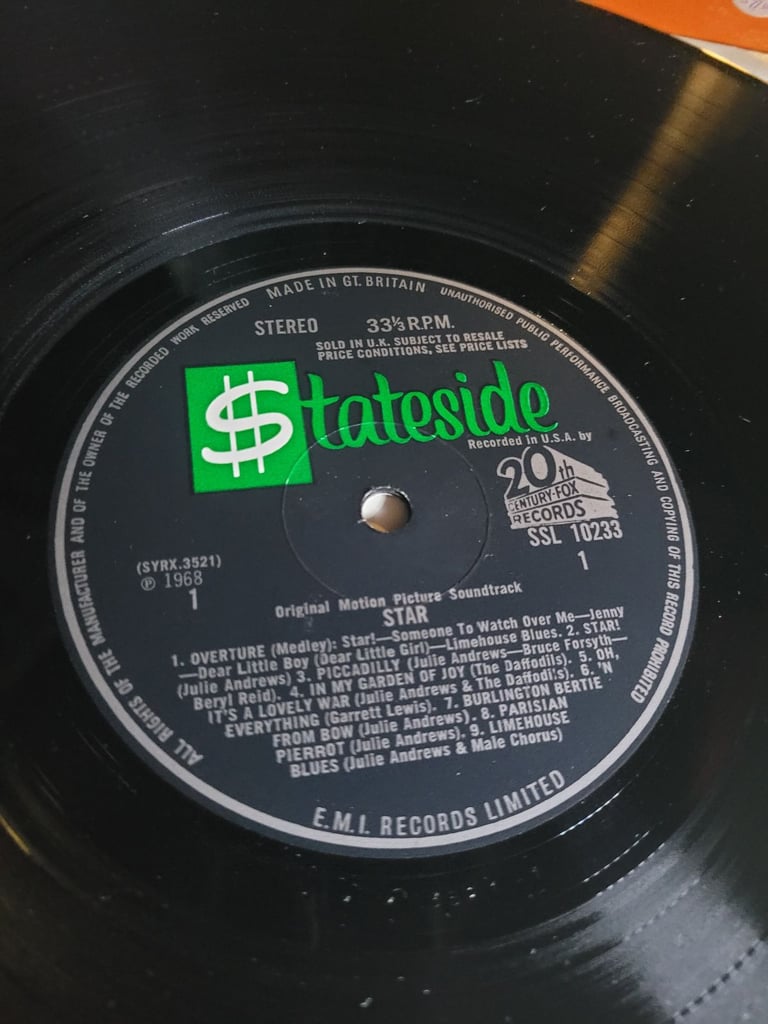 MADE IN GT. BRITAIN
UNAUTHORISED PUBLIC PERFORMANCE BROADCASTING AND COPYING OF THIS RECORD PROHIBITED
ALL RIGHTS OF THE MANUFACTURER AND OF THE OWNER OF THE RECORDED WORK RESERVED
STEREO 33⅓ R.P.M.
SOLD IN U.K. SUBJECT TO RESALE
PRICE CONDITIONS, SEE PRICE LISTS
$tateside
Recorded in U.S.A. by
20th
CENTURY-FOX
RECORDS
SSL 10233
1
(SYRX.3521)
℗ 1968
1
Original Motion Picture Soundtrack
STAR
1. OVERTURE (Medley): Star!—Someone To Watch Over Me—Jenny
—Dear Little Boy (Dear Little Girl)—Limehouse Blues. 2. STAR!
(Julie Andrews) 3. PICCADILLY (Julie Andrews—Bruce Forsyth—
Beryl Reid). 4. IN MY GARDEN OF JOY (The Daffodils). 5. OH,
IT'S A LOVELY WAR (Julie Andrews & The Daffodils). 6. 'N
EVERYTHING (Garrett Lewis). 7. BURLINGTON BERTIE
FROM BOW (Julie Andrews). 8. PARISIAN
PIERROT (Julie Andrews). 9. LIMEHOUSE
BLUES (Julie Andrews & Male Chorus)
E.M.I. RECORDS LIMITED